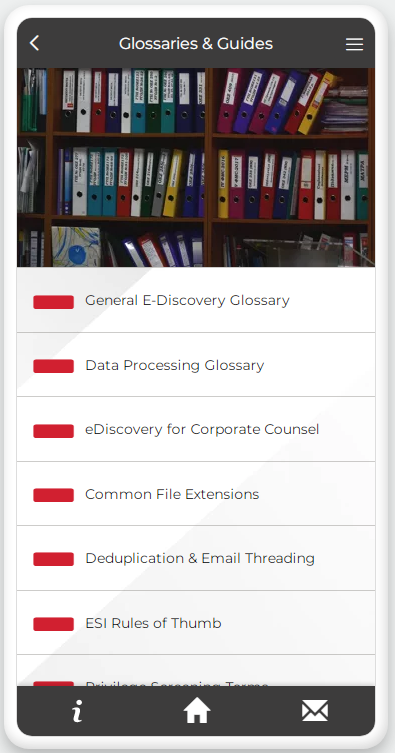 Glossaries & Guides
General E-Discovery Glossary
Data Processing Glossary
eDiscovery for Corporate Counsel
Common File Extensions
Deduplication & Email Threading
ESI Rules of Thumb
Privilege Screening Terms